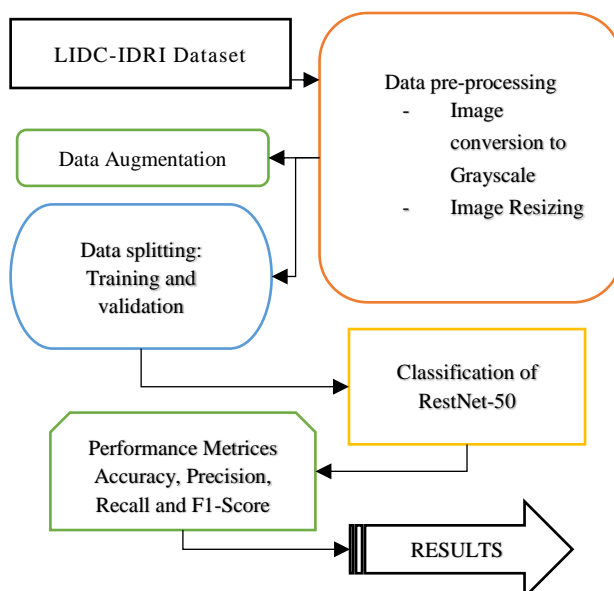 LIDC-IDRI Dataset
Data pre-processing
- Image
conversion to
Grayscale
- Image Resizing
Data Augmentation
Data splitting:
Training and
validation
Classification of
RestNet-50
Performance Metrices
Accuracy, Precision,
Recall and F1-Score
RESULTS